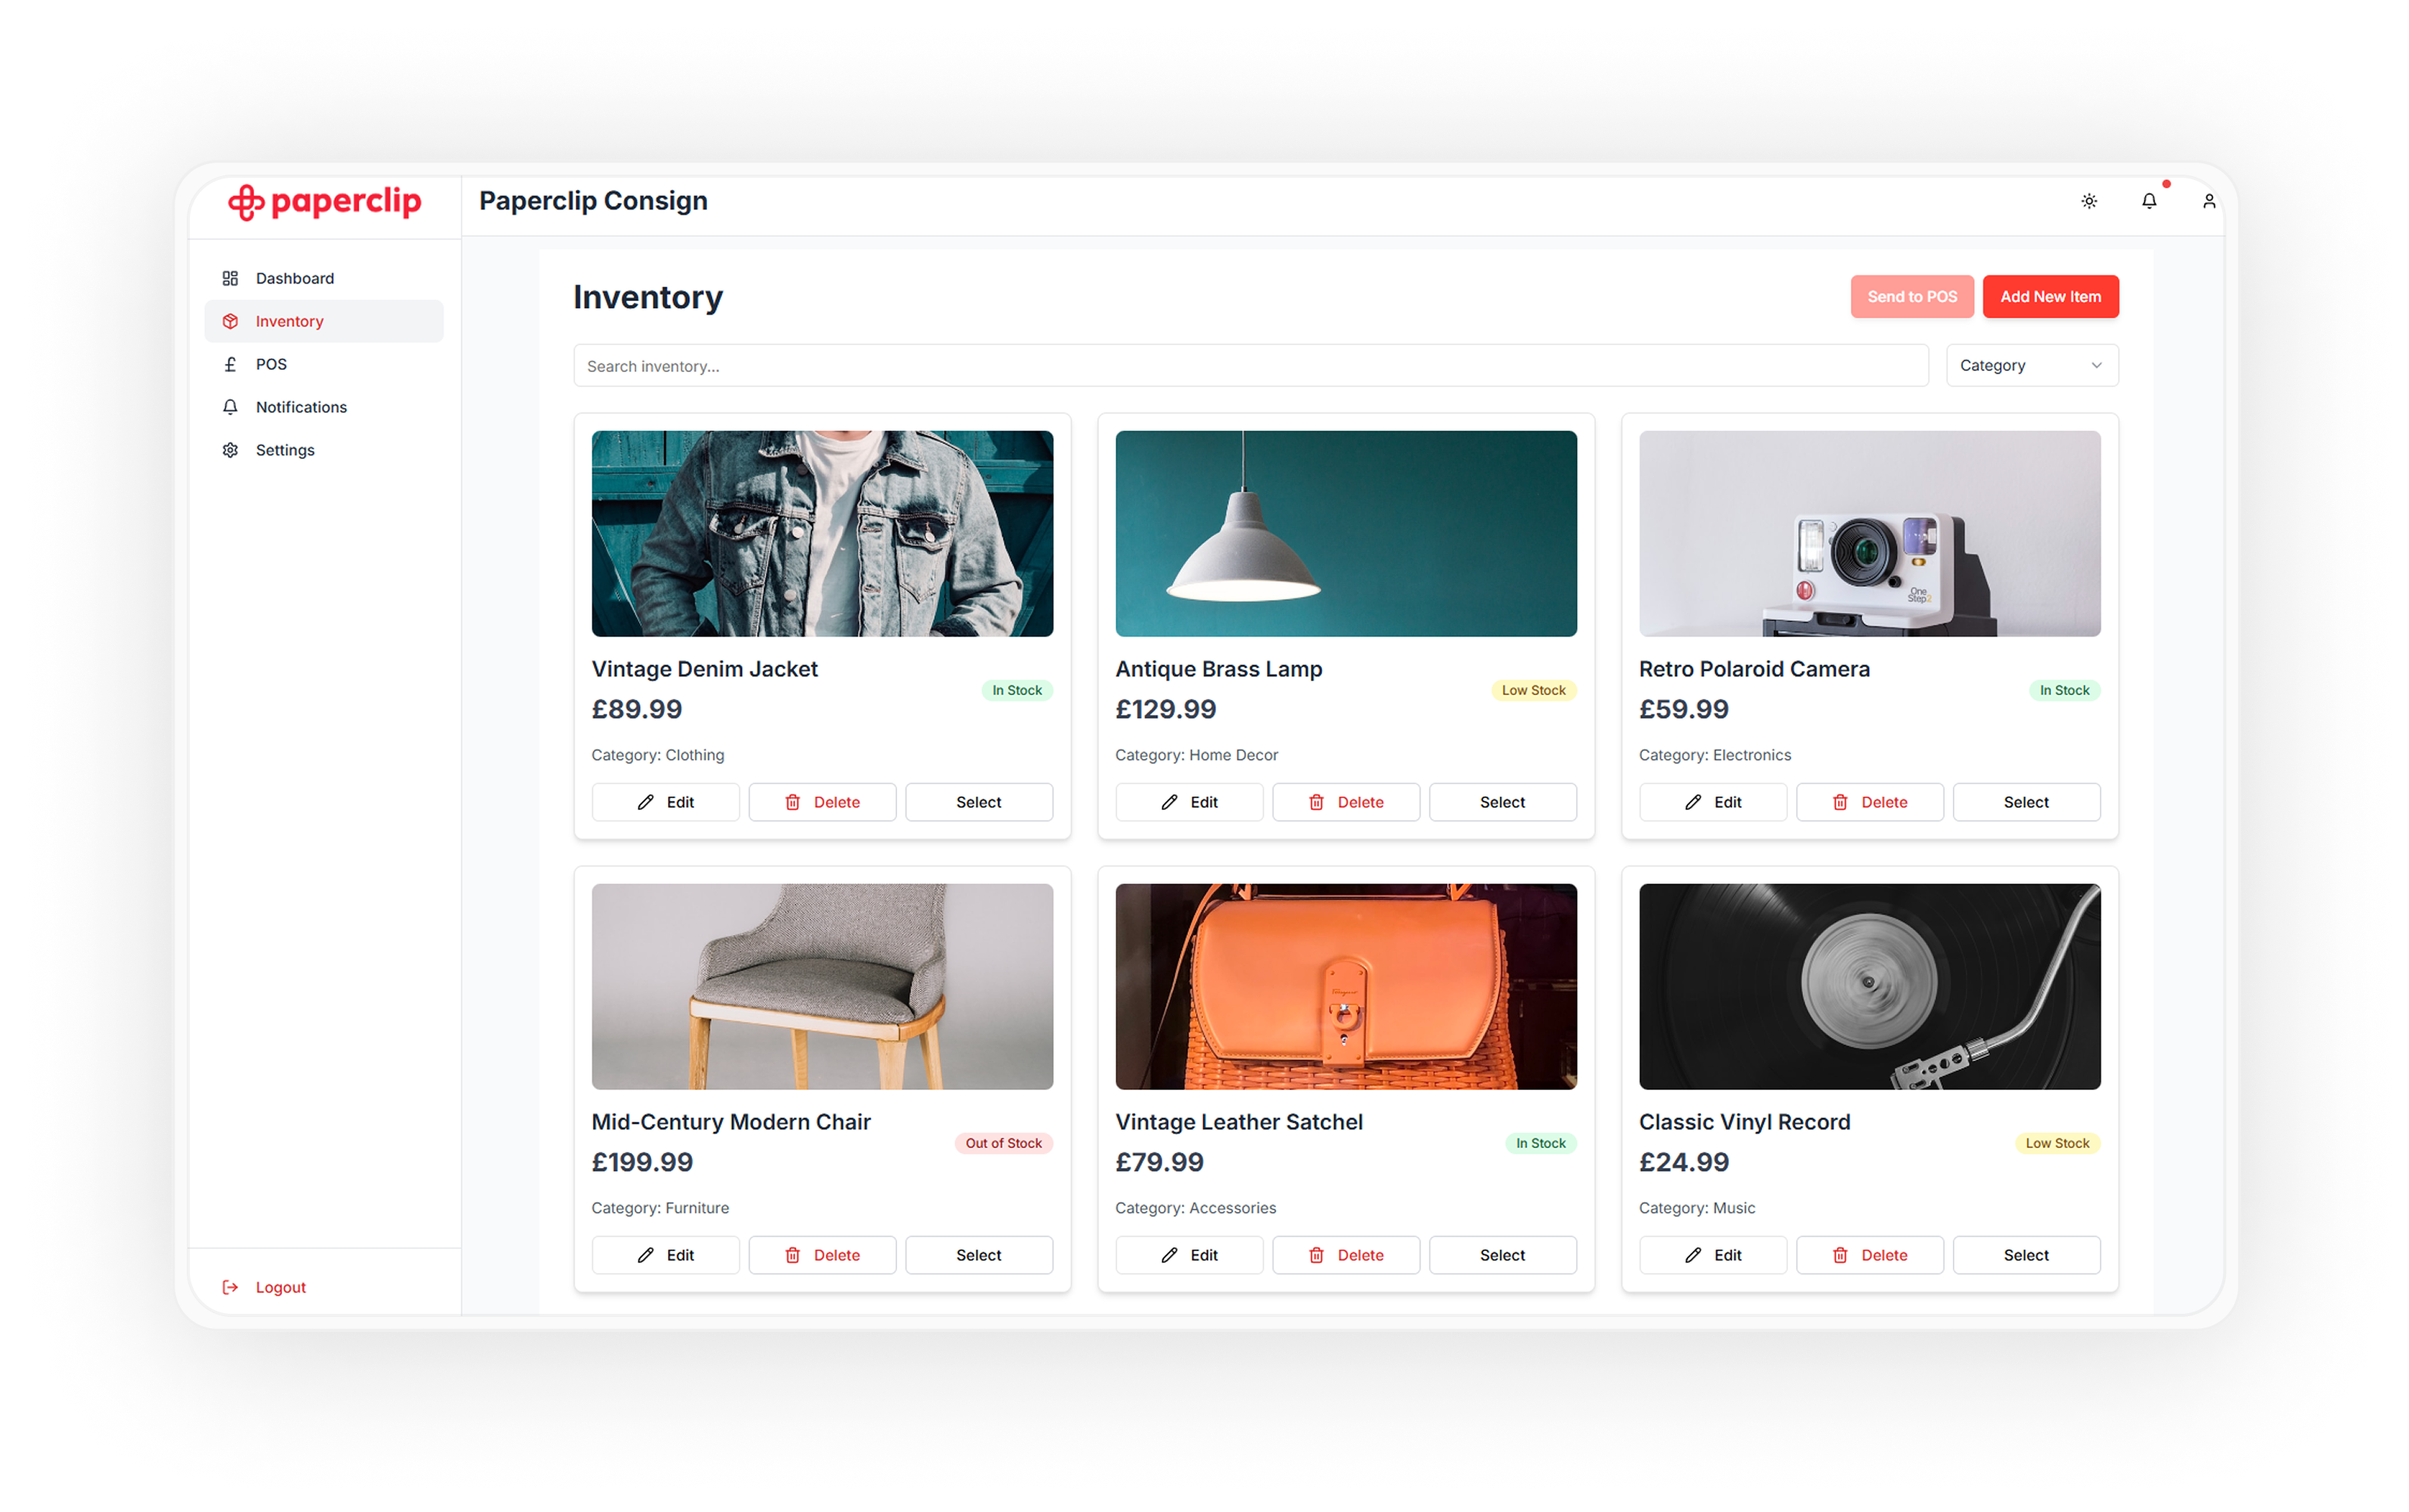 paperclip
Paperclip Consign
Dashboard
Inventory
POS
Notifications
Settings
Logout
Inventory
Send to POS
Add New Item
Search inventory...
Category
One
Step2
Vintage Denim Jacket
In Stock
£89.99
Category: Clothing
Edit Delete Select
Antique Brass Lamp
Low Stock
£129.99
Category: Home Decor
Edit Delete Select
Retro Polaroid Camera
In Stock
£59.99
Category: Electronics
Edit Delete Select
Mid-Century Modern Chair
Out of Stock
£199.99
Category: Furniture
Edit Delete Select
Vintage Leather Satchel
In Stock
£79.99
Category: Accessories
Edit Delete Select
Classic Vinyl Record
Low Stock
£24.99
Category: Music
Edit Delete Select